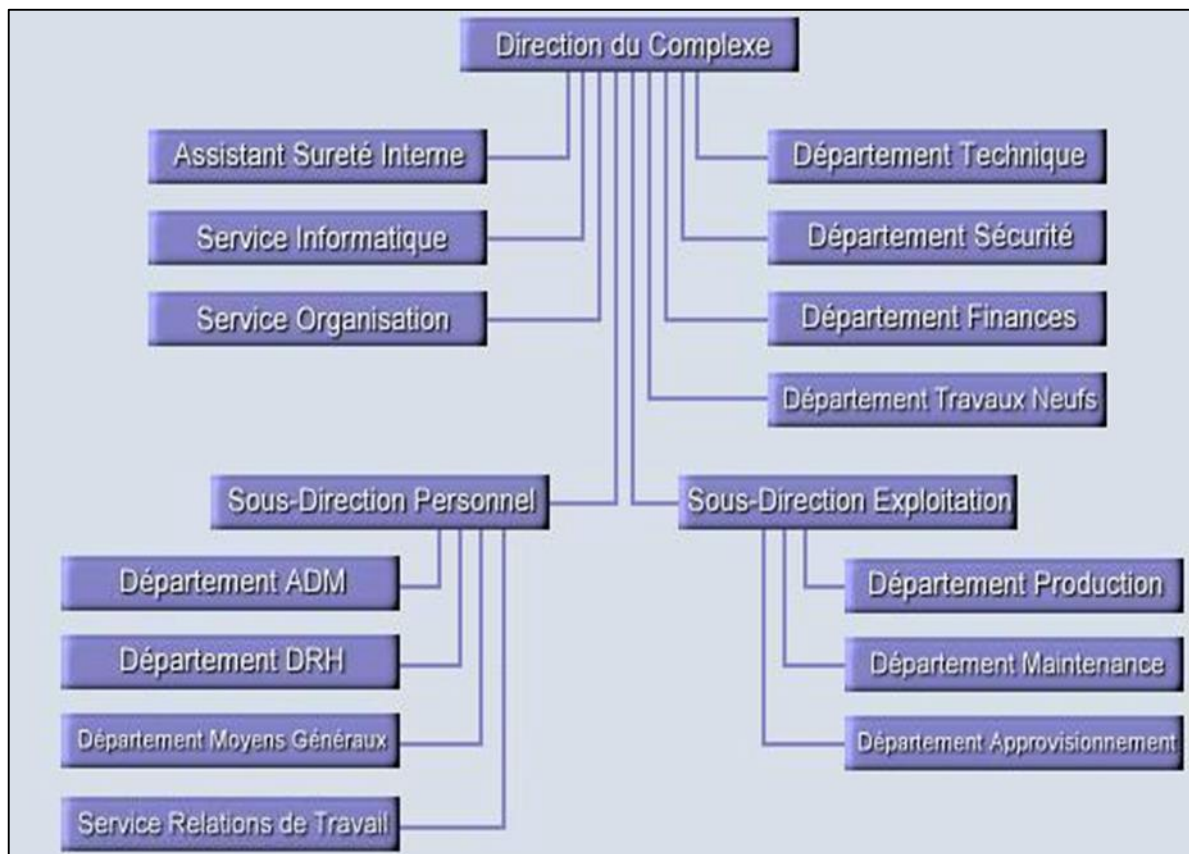 Direction du Complexe
Assistant Sureté Interne
Département Technique
Service Informatique
Département Sécurité
Service Organisation
Département Finances
Département Travaux Neufs
Sous-Direction Personnel
Sous-Direction Exploitation
Département ADM
Département Production
Département DRH
Département Maintenance
Département Moyens Généraux
Département Approvisionnement
Service Relations de Travail